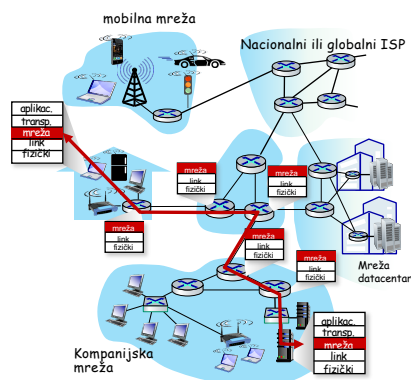 mobilna mreža
Nacionalni ili globalni ISP
aplikac.
transp.
mreža
link
fizički
mreža
link
fizički
mreža
link
fizički
mreža
link
fizički
mreža
link
fizički
mreža
link
fizički
Mreža
datacentar
Kompanijska
mreža
aplikac.
transp.
mreža
link
fizički